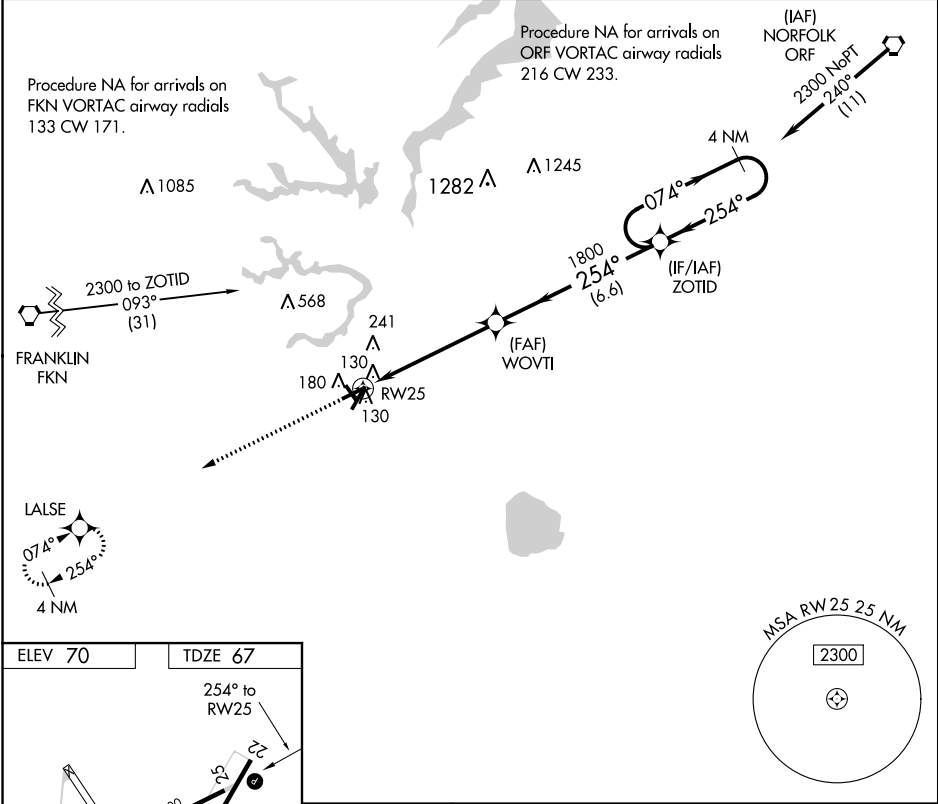 Procedure NA for arrivals on
FKN VORTAC airway radials
133 CW 171.
Procedure NA for arrivals on
ORF VORTAC airway radials
216 CW 233.
(IAF)
NORFOLK
ORF
2300 NoPT
240°
(11)
4 NM
1085
1282
1245
074°
254°
(IF/IAF)
ZOTID
1800
254°
(6.6)
2300 to ZOTID
093°
(31)
FRANKLIN
FKN
568
241
(FAF)
WOVTI
130
180
RW25
130
LALSE
074°
254°
4 NM
MSA RW25 25 NM
2300
ELEV 70
TDZE 67
254° to
RW25
22
25
P